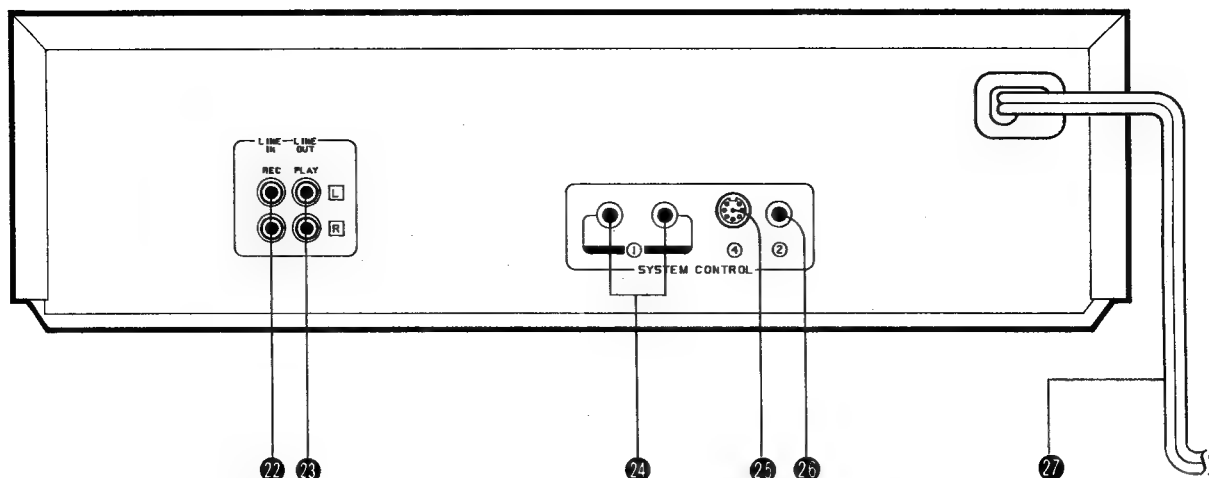 LINE IN LINE OUT
REC PLAY
L
R
① ④ ②
SYSTEM CONTROL
22 23 24 25 26 27